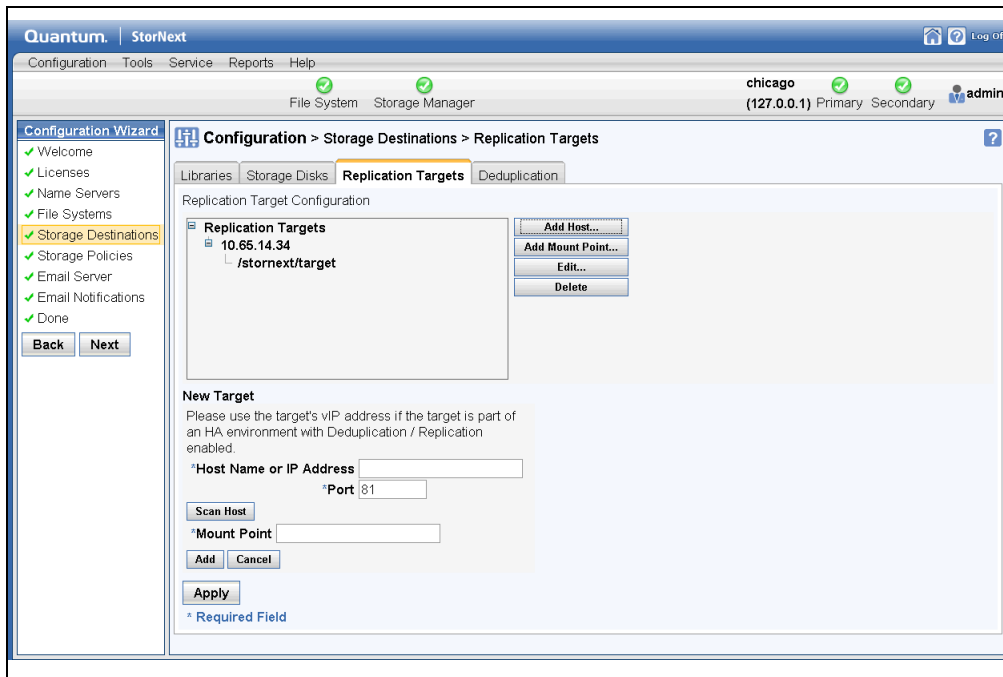 Quantum. | StorNext
Log Of
Configuration Tools Service Reports Help
File System Storage Manager
chicago
(127.0.0.1) Primary Secondary
admin
Configuration Wizard
Welcome
Licenses
Name Servers
File Systems
Storage Destinations
Storage Policies
Email Server
Email Notifications
Done
Back Next
Configuration > Storage Destinations > Replication Targets
?
Libraries Storage Disks Replication Targets Deduplication
Replication Target Configuration
Replication Targets
10.65.14.34
/stornext/target
Add Host...
Add Mount Point...
Edit...
Delete
New Target
Please use the target's vIP address if the target is part of
an HA environment with Deduplication / Replication
enabled.
*Host Name or IP Address
*Port 81
Scan Host
*Mount Point
Add Cancel
Apply
* Required Field